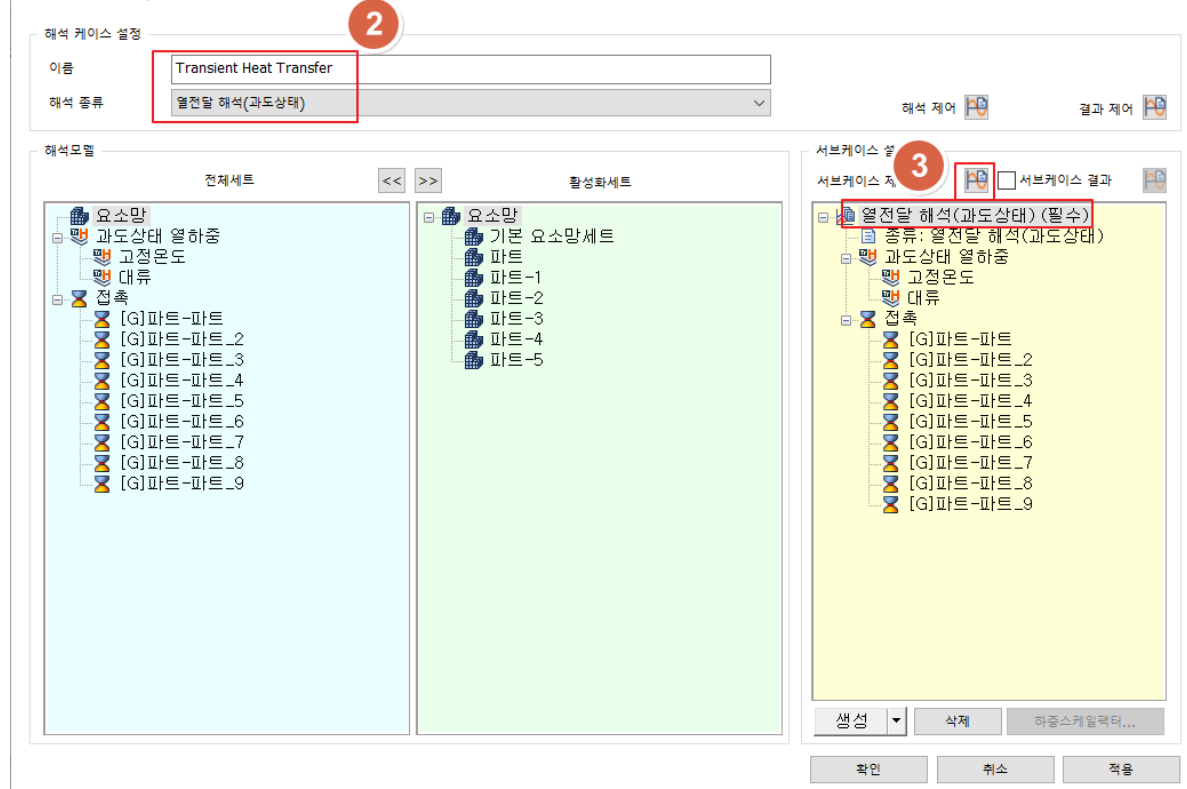 2
해석 케이스 설정
이름
Transient Heat Transfer
해석 종류
열전달 해석(과도상태)
해석 제어
결과 제어
해석모델
전체세트
<<
>>
활성화세트
요소망
과도상태 열하중
고정온도
대류
접촉
[G]파트-파트
[G]파트-파트_2
[G]파트-파트_3
[G]파트-파트_4
[G]파트-파트_5
[G]파트-파트_6
[G]파트-파트_7
[G]파트-파트_8
[G]파트-파트_9
요소망
기본 요소망세트
파트
파트-1
파트-2
파트-3
파트-4
파트-5
서브케이스
3
서브케이스
서브케이스 결과
열전달 해석(과도상태) (필수)
종류: 열전달 해석(과도상태)
과도상태 열하중
고정온도
대류
접촉
[G]파트-파트
[G]파트-파트_2
[G]파트-파트_3
[G]파트-파트_4
[G]파트-파트_5
[G]파트-파트_6
[G]파트-파트_7
[G]파트-파트_8
[G]파트-파트_9
생성
삭제
하중스케일팩터...
확인
취소
적용